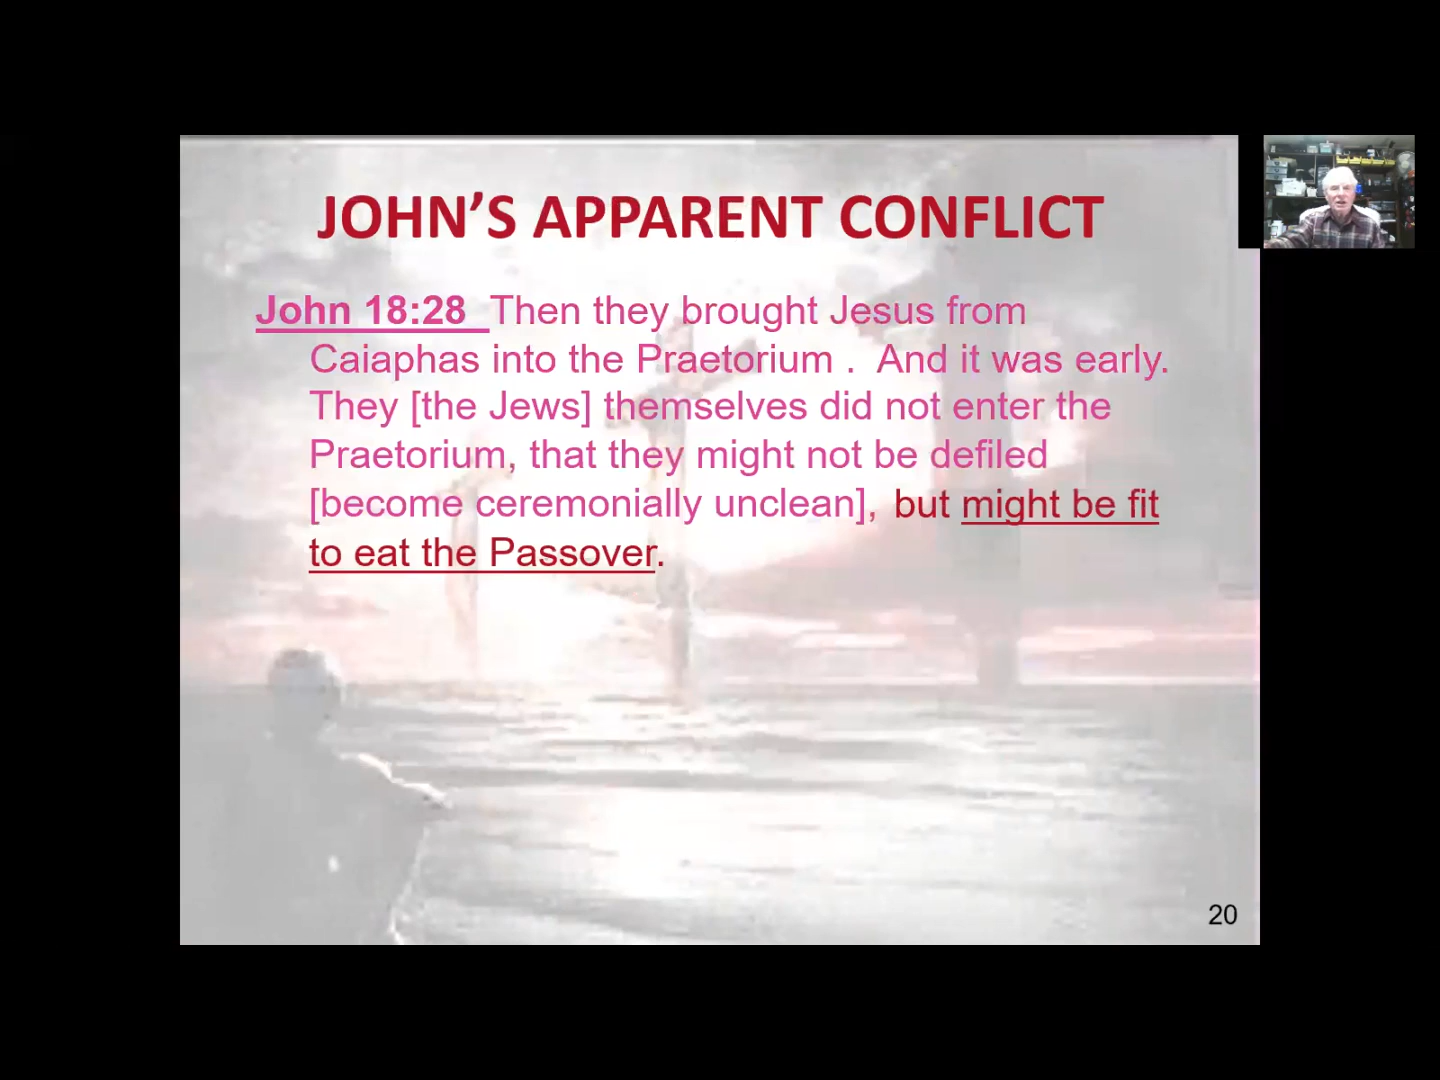 JOHN’S APPARENT CONFLICT
John 18:28 Then they brought Jesus from
Caiaphas into the Praetorium . And it was early.
They [the Jews] themselves did not enter the
Praetorium, that they might not be defiled
[become ceremonially unclean], but might be fit
to eat the Passover.
20